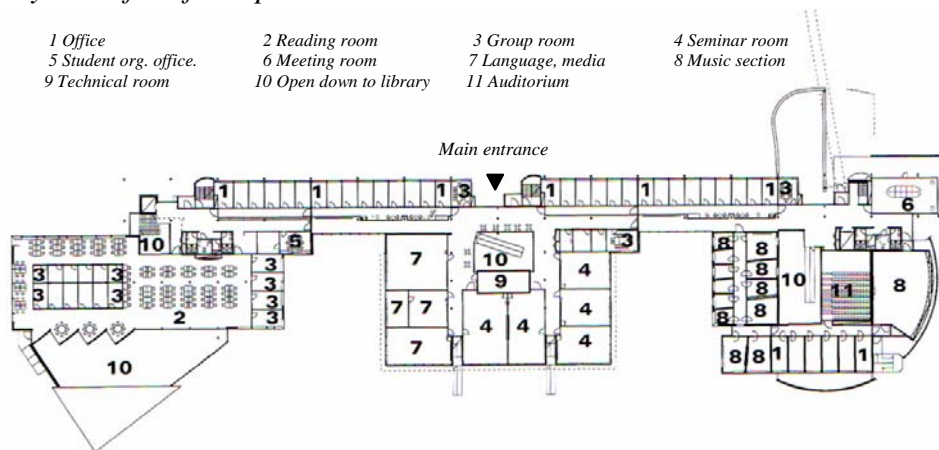 1 Office 2 Reading room 3 Group room 4 Seminar room
5 Student org. office. 6 Meeting room 7 Language, media 8 Music section
9 Technical room 10 Open down to library 11 Auditorium
Main entrance
1 1 1 3 1 1 1 3
6
10 5 3 8 8
3 3 3 7 10 4 8 8 10
3 9 8 8 11 8
3 3 3 7 7 4 8 8
2 3 4 4 8
7 4 8 8 1 1
10